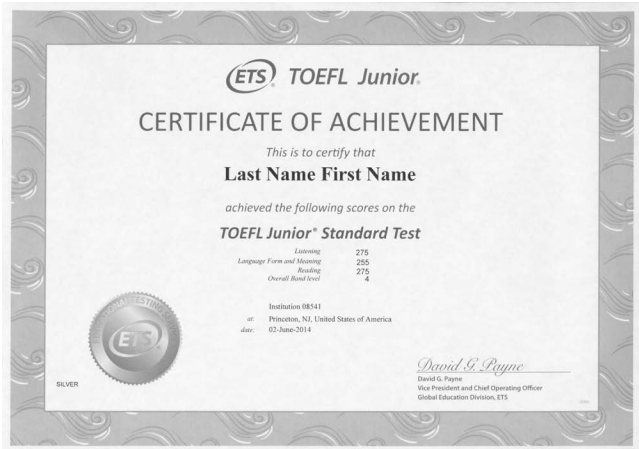 ETS® TOEFL Junior®
CERTIFICATE OF ACHIEVEMENT
This is to certify that
Last Name First Name
achieved the following scores on the
TOEFL Junior® Standard Test
Listening 275
Language Form and Meaning 255
Reading 275
Overall Band level 4
Institution 08541
at: Princeton, NJ, United States of America
date: 02-June-2014
ETS
SILVER
David G. Payne
David G. Payne
Vice President and Chief Operating Officer
Global Education Division, ETS